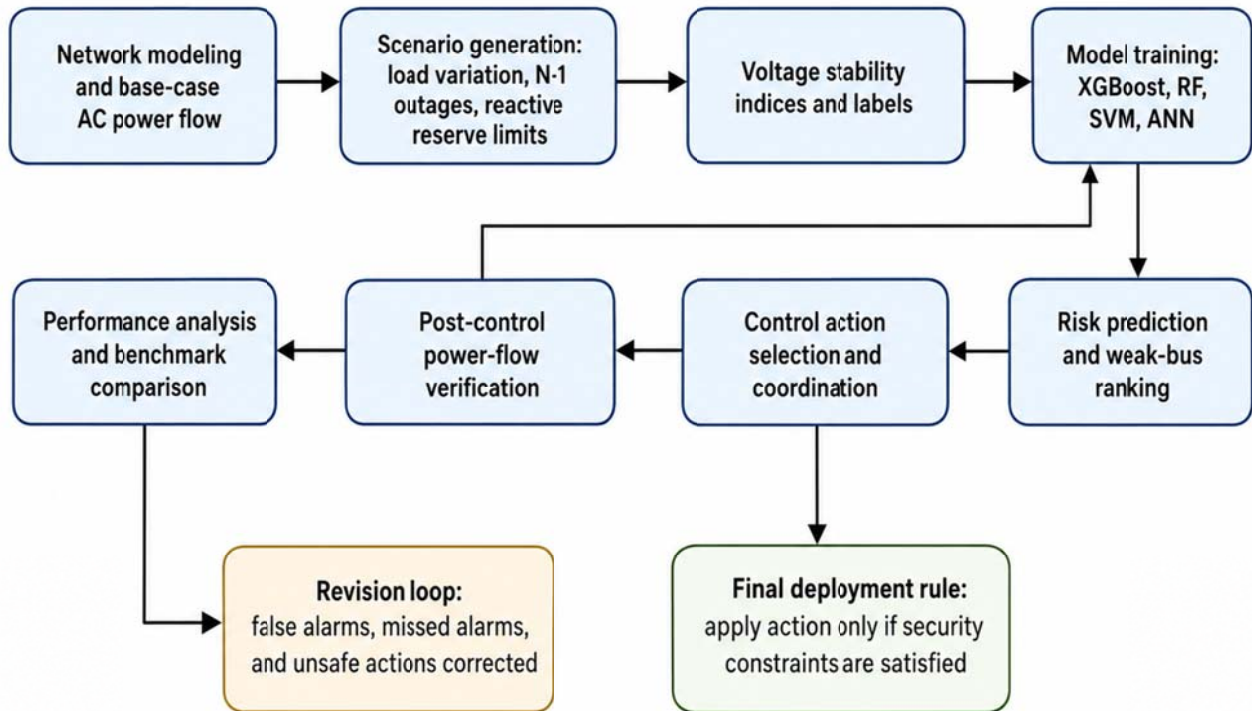 Network modeling
and base-case
AC power flow
Scenario generation:
load variation, N-1
outages, reactive
reserve limits
Voltage stability
indices and labels
Model training:
XGBoost, RF,
SVM, ANN
Performance analysis
and benchmark
comparison
Post-control
power-flow
verification
Control action
selection and
coordination
Risk prediction
and weak-bus
ranking
Revision loop:
false alarms, missed alarms,
and unsafe actions corrected
Final deployment rule:
apply action only if security
constraints are satisfied